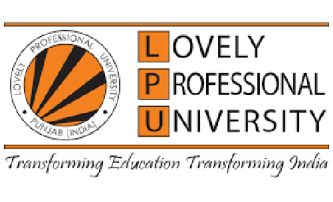 LOVELY PROFESSIONAL UNIVERSITY
• PUNJAB (INDIA) •
LOVELY
PROFESSIONAL
UNIVERSITY
Transforming Education Transforming India